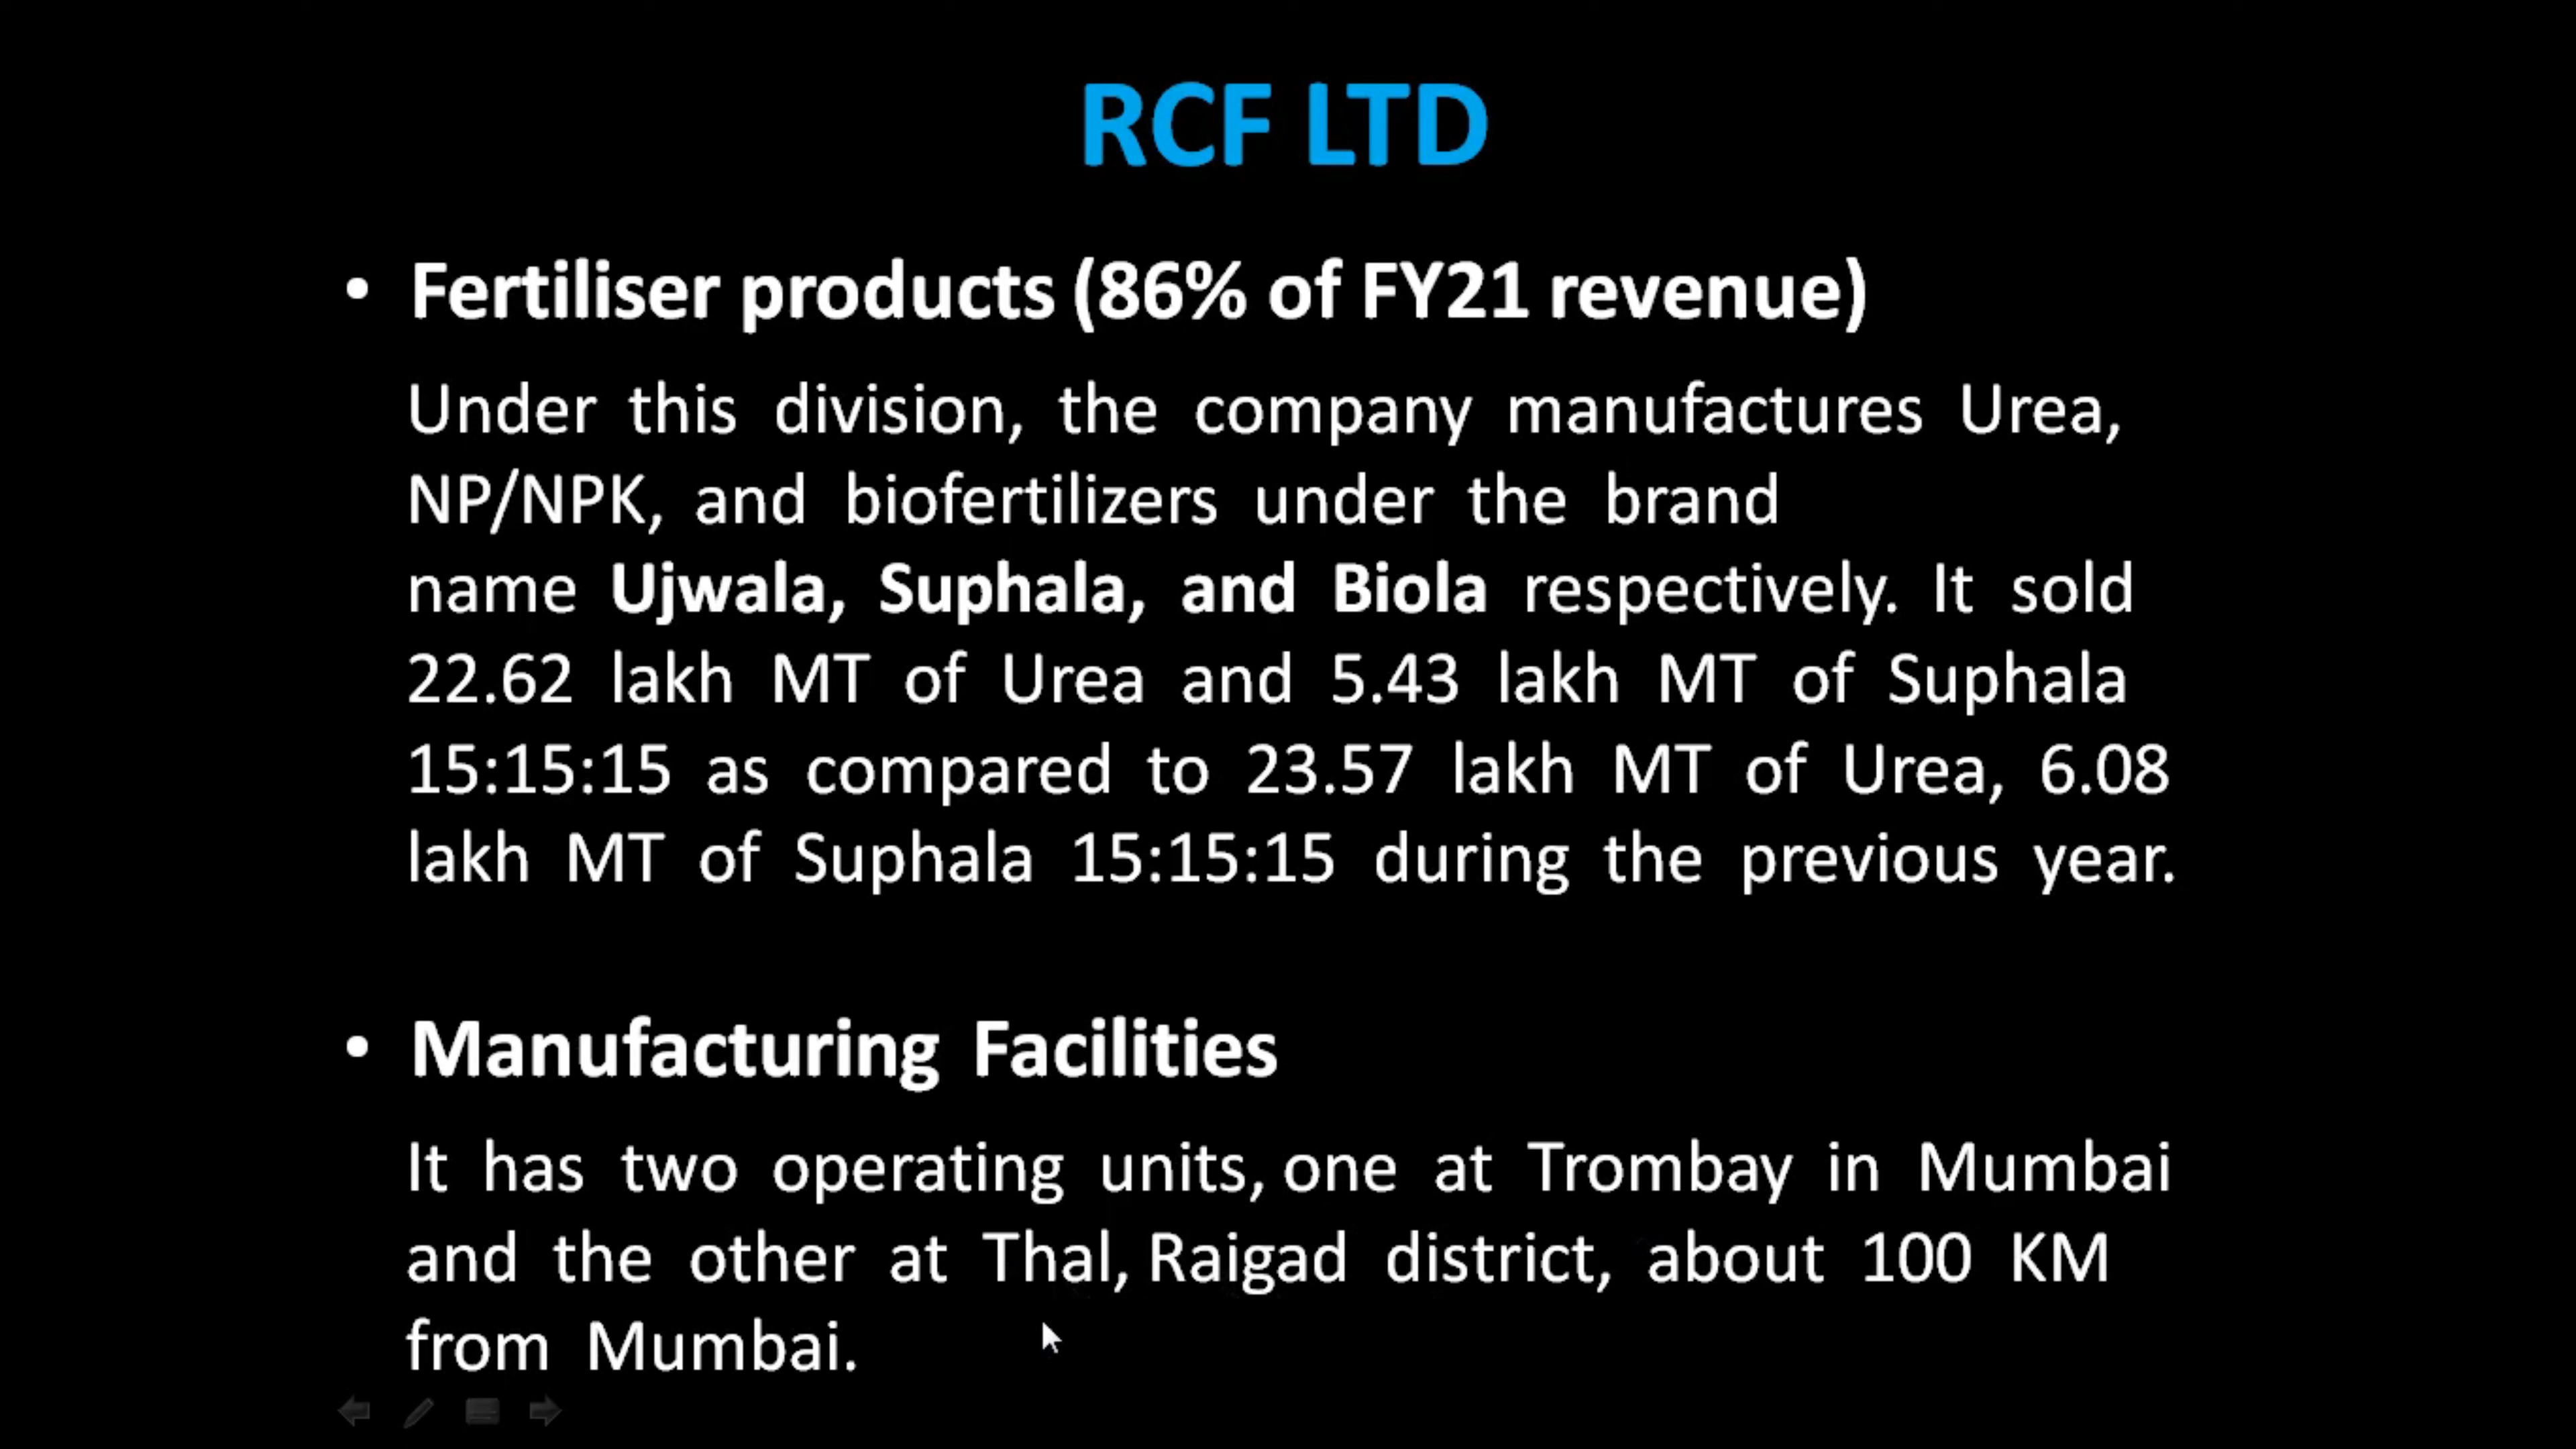 RCF LTD
• Fertiliser products (86% of FY21 revenue)
Under this division, the company manufactures Urea,
NP/NPK, and biofertilizers under the brand
name Ujwala, Suphala, and Biola respectively. It sold
22.62 lakh MT of Urea and 5.43 lakh MT of Suphala
15:15:15 as compared to 23.57 lakh MT of Urea, 6.08
lakh MT of Suphala 15:15:15 during the previous year.
• Manufacturing Facilities
It has two operating units, one at Trombay in Mumbai
and the other at Thal, Raigad district, about 100 KM
from Mumbai.